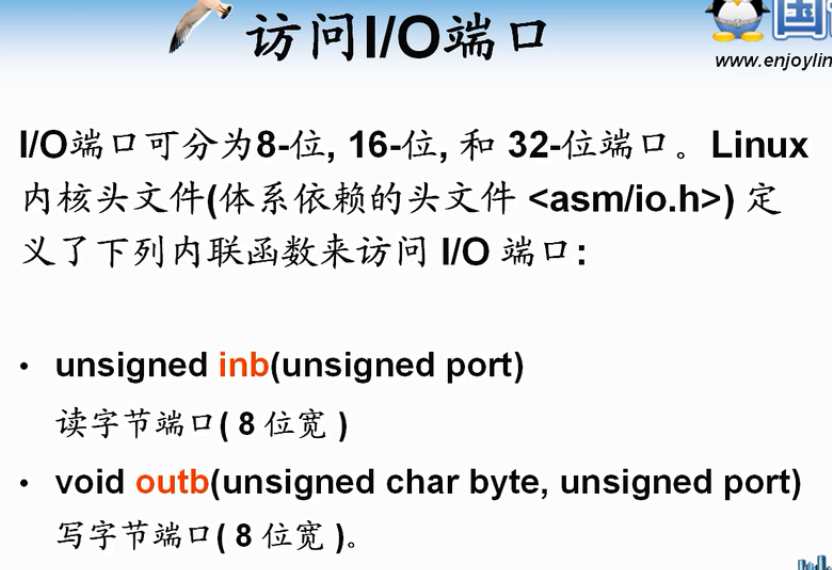 访问I/O端口
www.enjoylin
I/O端口可分为8-位, 16-位, 和 32-位端口。Linux
内核头文件(体系依赖的头文件 <asm/io.h>) 定
义了下列内联函数来访问 I/O 端口:
• unsigned inb(unsigned port)
读字节端口( 8 位宽 )
• void outb(unsigned char byte, unsigned port)
写字节端口( 8 位宽 )。